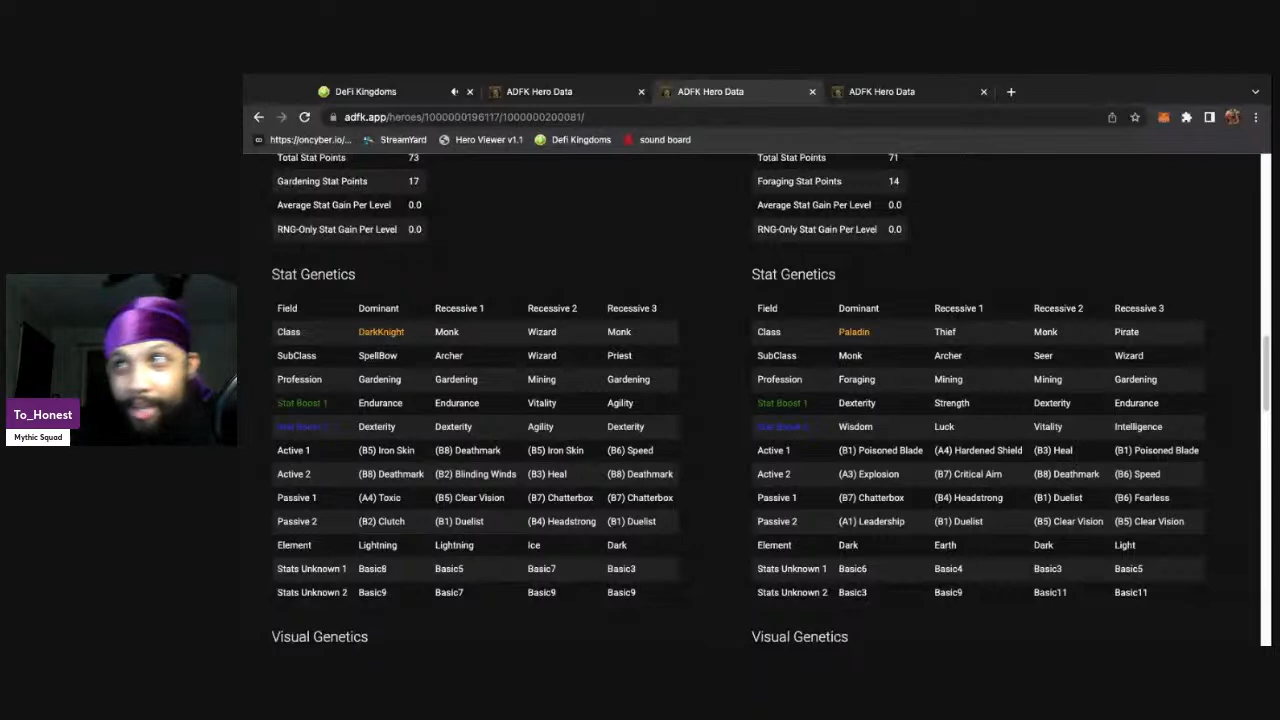 DeFi Kingdoms
ADFK Hero Data
ADFK Hero Data
ADFK Hero Data
adfk.app/heroes/1000000196117/1000000200081/
https://oncyber.io/... StreamYard Hero Viewer v1.1 Defi Kingdoms sound board
Total Stat Points 73
Gardening Stat Points 17
Average Stat Gain Per Level 0.0
RNG-Only Stat Gain Per Level 0.0
Stat Genetics
Field Dominant Recessive 1 Recessive 2 Recessive 3
Class DarkKnight Monk Wizard Monk
SubClass SpellBow Archer Wizard Priest
Profession Gardening Gardening Mining Gardening
Stat Boost 1 Endurance Endurance Vitality Agility
Stat Boost 2 Dexterity Dexterity Agility Dexterity
Active 1 (B5) Iron Skin (B8) Deathmark (B5) Iron Skin (B6) Speed
Active 2 (B8) Deathmark (B2) Blinding Winds (B3) Heal (B8) Deathmark
Passive 1 (A4) Toxic (B5) Clear Vision (B7) Chatterbox (B7) Chatterbox
Passive 2 (B2) Clutch (B1) Duelist (B4) Headstrong (B1) Duelist
Element Lightning Lightning Ice Dark
Stats Unknown 1 Basic8 Basic5 Basic7 Basic3
Stats Unknown 2 Basic9 Basic7 Basic9 Basic9
Visual Genetics
Total Stat Points 71
Foraging Stat Points 14
Average Stat Gain Per Level 0.0
RNG-Only Stat Gain Per Level 0.0
Stat Genetics
Field Dominant Recessive 1 Recessive 2 Recessive 3
Class Paladin Thief Monk Pirate
SubClass Monk Archer Seer Wizard
Profession Foraging Mining Mining Gardening
Stat Boost 1 Dexterity Strength Dexterity Endurance
Stat Boost 2 Wisdom Luck Vitality Intelligence
Active 1 (B1) Poisoned Blade (A4) Hardened Shield (B3) Heal (B1) Poisoned Blade
Active 2 (A3) Explosion (B7) Critical Aim (B8) Deathmark (B6) Speed
Passive 1 (B7) Chatterbox (B4) Headstrong (B1) Duelist (B6) Fearless
Passive 2 (A1) Leadership (B1) Duelist (B5) Clear Vision (B5) Clear Vision
Element Dark Earth Dark Light
Stats Unknown 1 Basic6 Basic4 Basic3 Basic5
Stats Unknown 2 Basic3 Basic9 Basic11 Basic11
Visual Genetics
To_Honest
Mythic Squad